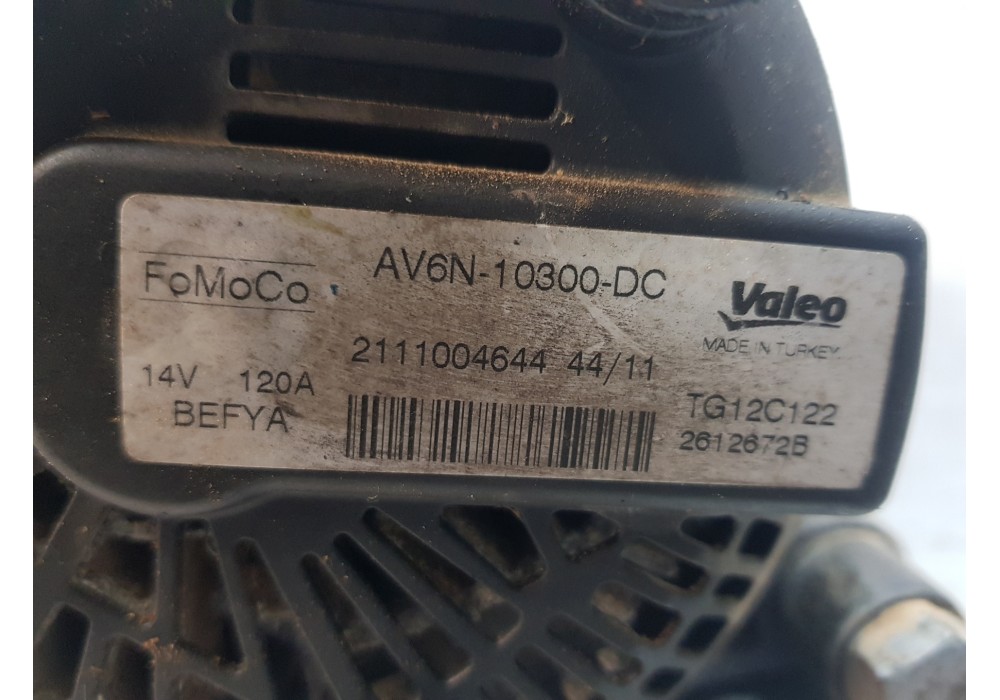 FoMoCo
AV6N-10300-DC
Valeo
MADE IN TURKEY
2111004644 44/11
14V 120A
BEFYA
TG12C122
2612672B